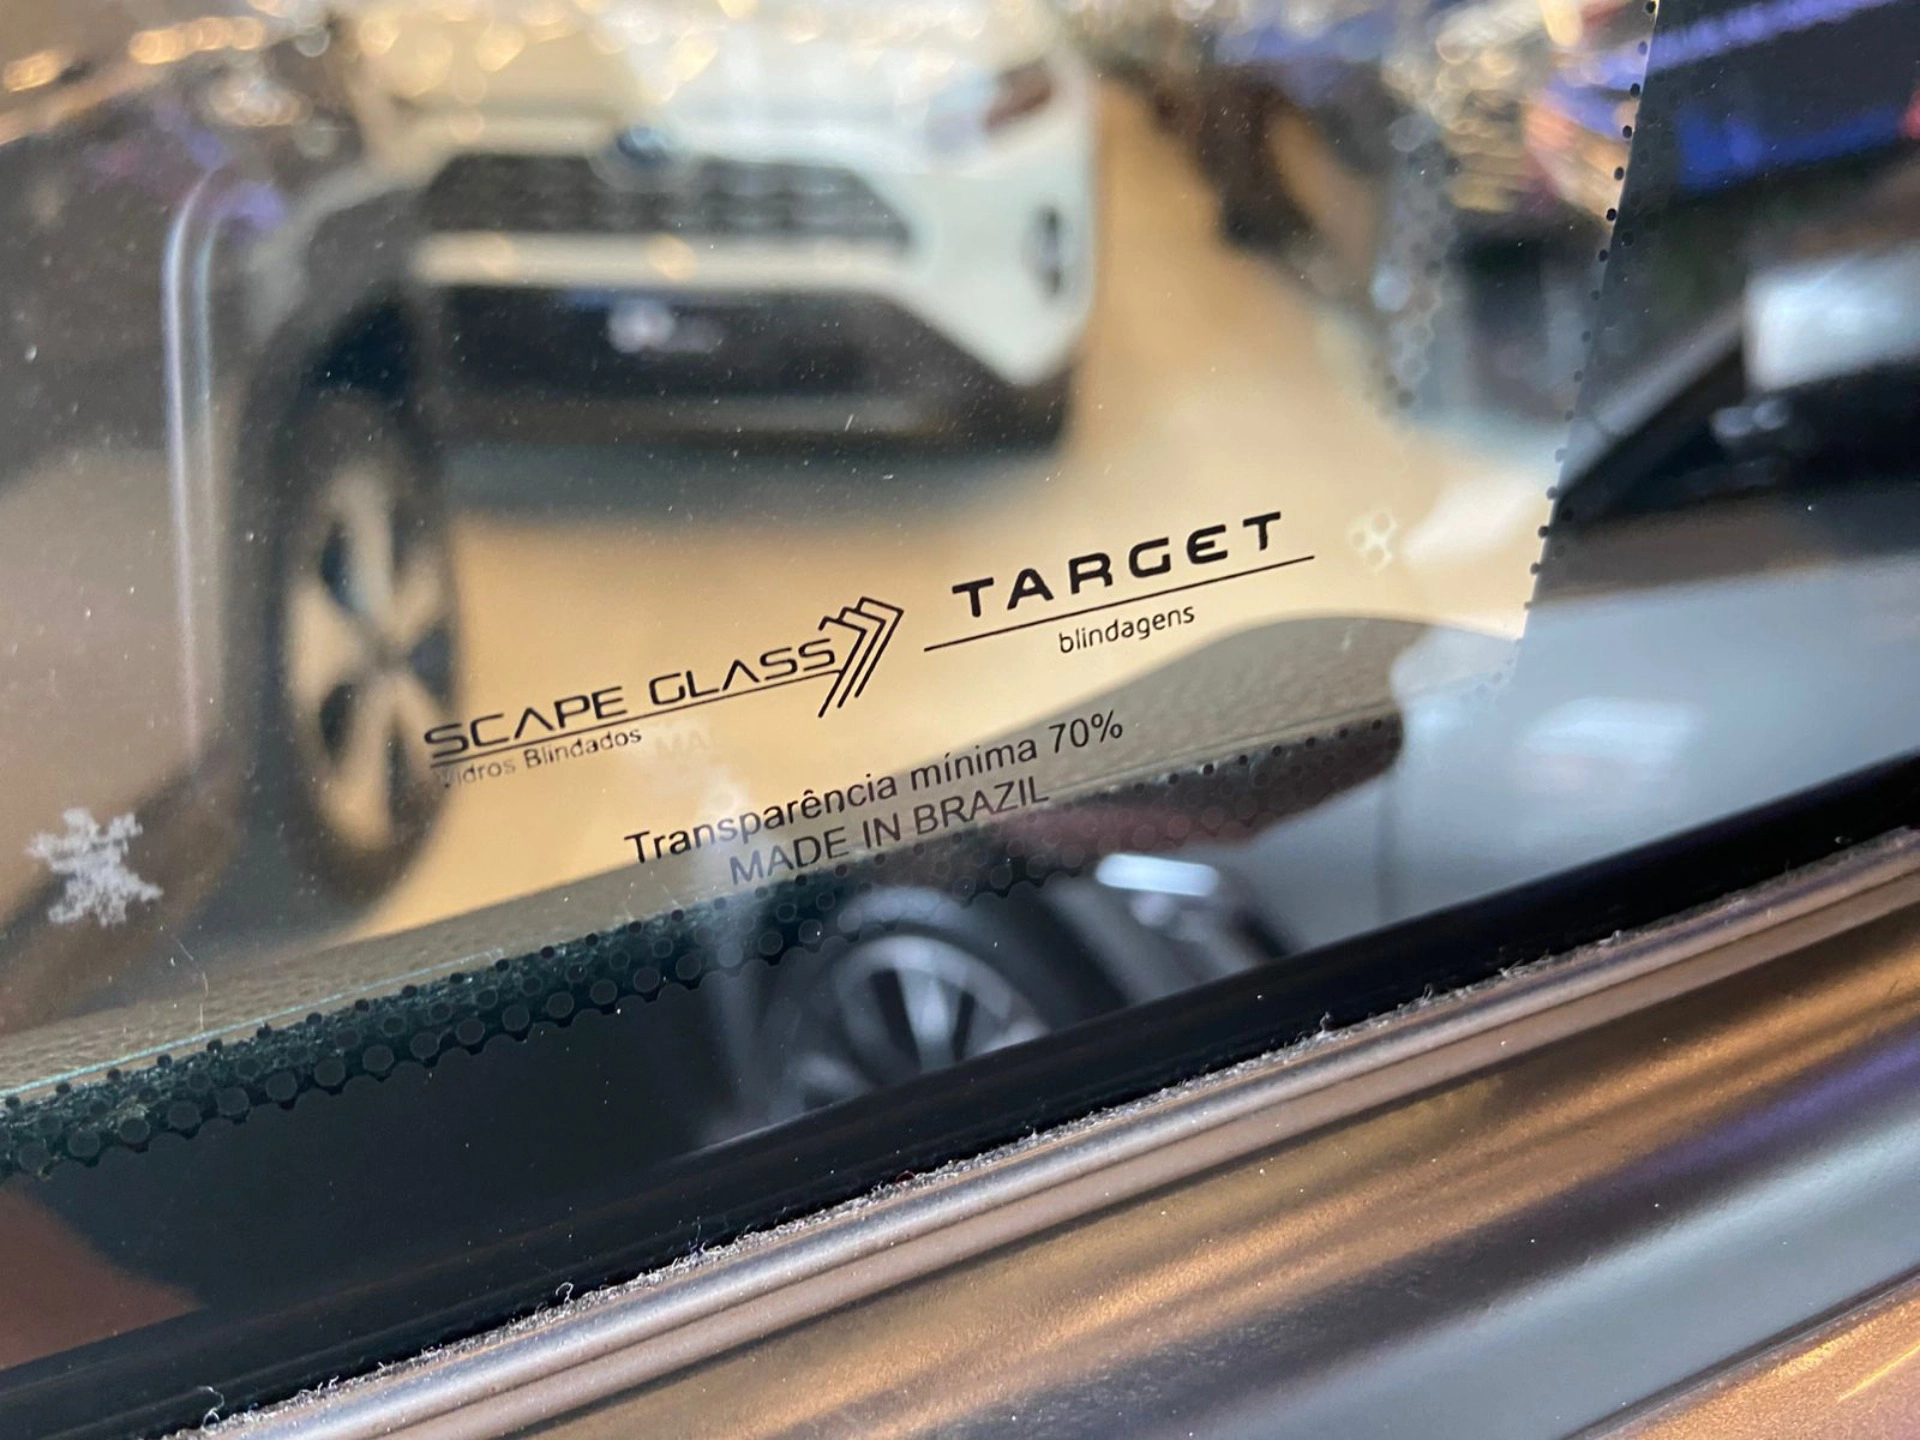 SCAPE GLASS
Vidros Blindados
TARGET
blindagens
Transparência mínima 70%
MADE IN BRAZIL